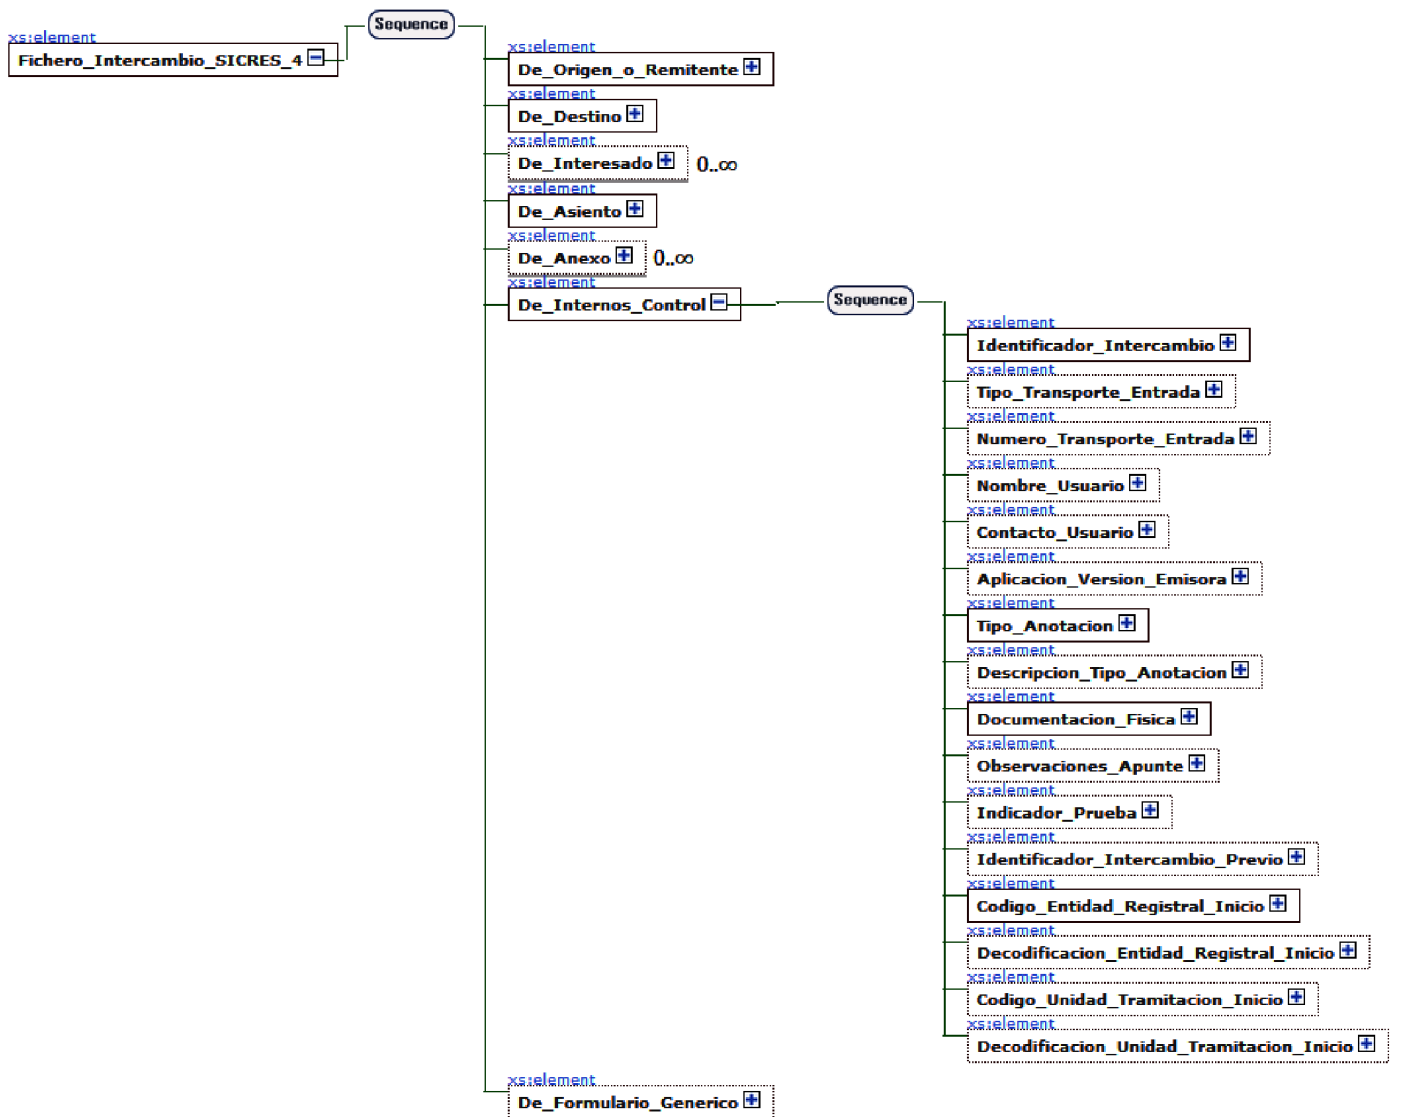 Sequence
xs:element
Fichero_Intercambio_SICRES_4
xs:element
De_Origen_o_Remitente
xs:element
De_Destino
xs:element
De_Interesado 0..∞
xs:element
De_Asiento
xs:element
De_Anexo 0..∞
xs:element
De_Internos_Control
Sequence
xs:element
Identificador_Intercambio
xs:element
Tipo_Transporte_Entrada
xs:element
Numero_Transporte_Entrada
xs:element
Nombre_Usuario
xs:element
Contacto_Usuario
xs:element
Aplicacion_Version_Emisora
xs:element
Tipo_Anotacion
xs:element
Descripcion_Tipo_Anotacion
xs:element
Documentacion_Fisica
xs:element
Observaciones_Apunte
xs:element
Indicador_Prueba
xs:element
Identificador_Intercambio_Previo
xs:element
Codigo_Entidad_Registral_Inicio
xs:element
Decodificacion_Entidad_Registral_Inicio
xs:element
Codigo_Unidad_Tramitacion_Inicio
xs:element
Decodificacion_Unidad_Tramitacion_Inicio
xs:element
De_Formulario_Generico